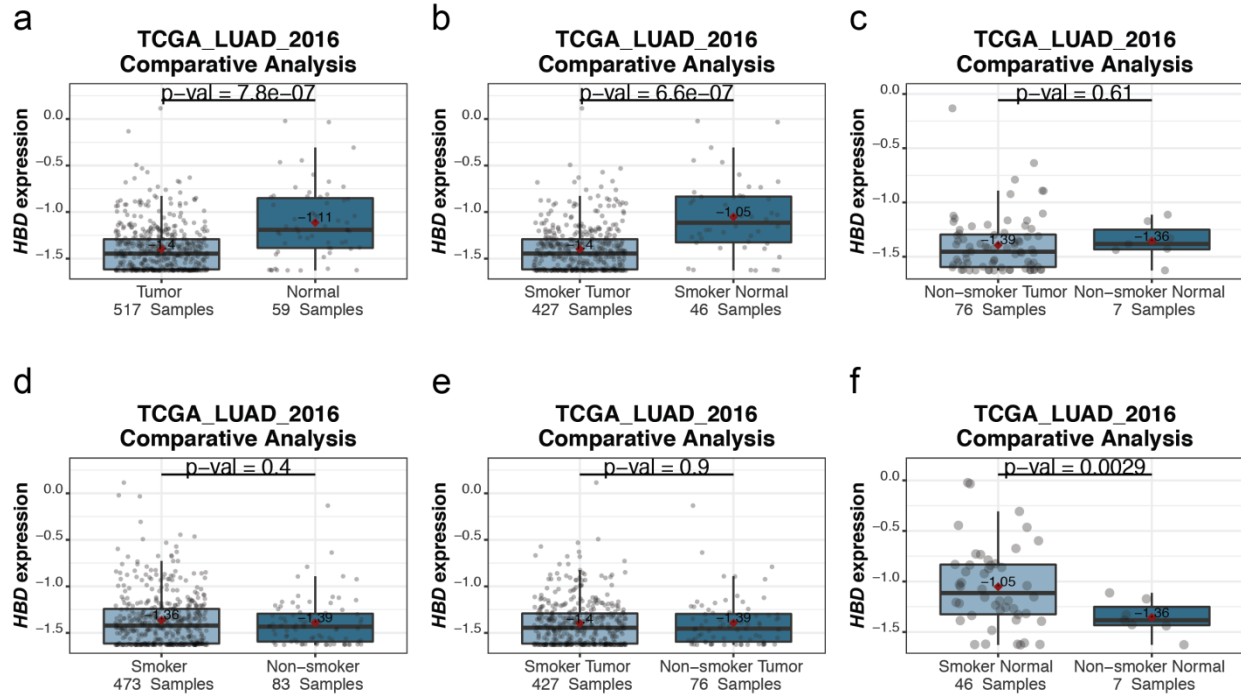 a
TCGA_LUAD_2016
Comparative Analysis
HBD expression
0.0
−0.5
−1.0
−1.5
p−val = 7.8e−07
−1.4
−1.11
Tumor
517 Samples
Normal
59 Samples
b
TCGA_LUAD_2016
Comparative Analysis
HBD expression
0.0
−0.5
−1.0
−1.5
p−val = 6.6e−07
−1.4
−1.05
Smoker Tumor
427 Samples
Smoker Normal
46 Samples
c
TCGA_LUAD_2016
Comparative Analysis
HBD expression
0.0
−0.5
−1.0
−1.5
p−val = 0.61
−1.39
−1.36
Non−smoker Tumor
76 Samples
Non−smoker Normal
7 Samples
d
TCGA_LUAD_2016
Comparative Analysis
HBD expression
0.0
−0.5
−1.0
−1.5
p−val = 0.4
−1.36
−1.39
Smoker
473 Samples
Non−smoker
83 Samples
e
TCGA_LUAD_2016
Comparative Analysis
HBD expression
0.0
−0.5
−1.0
−1.5
p−val = 0.9
−1.4
−1.39
Smoker Tumor
427 Samples
Non−smoker Tumor
76 Samples
f
TCGA_LUAD_2016
Comparative Analysis
HBD expression
0.0
−0.5
−1.0
−1.5
p−val = 0.0029
−1.05
−1.36
Smoker Normal
46 Samples
Non−smoker Normal
7 Samples